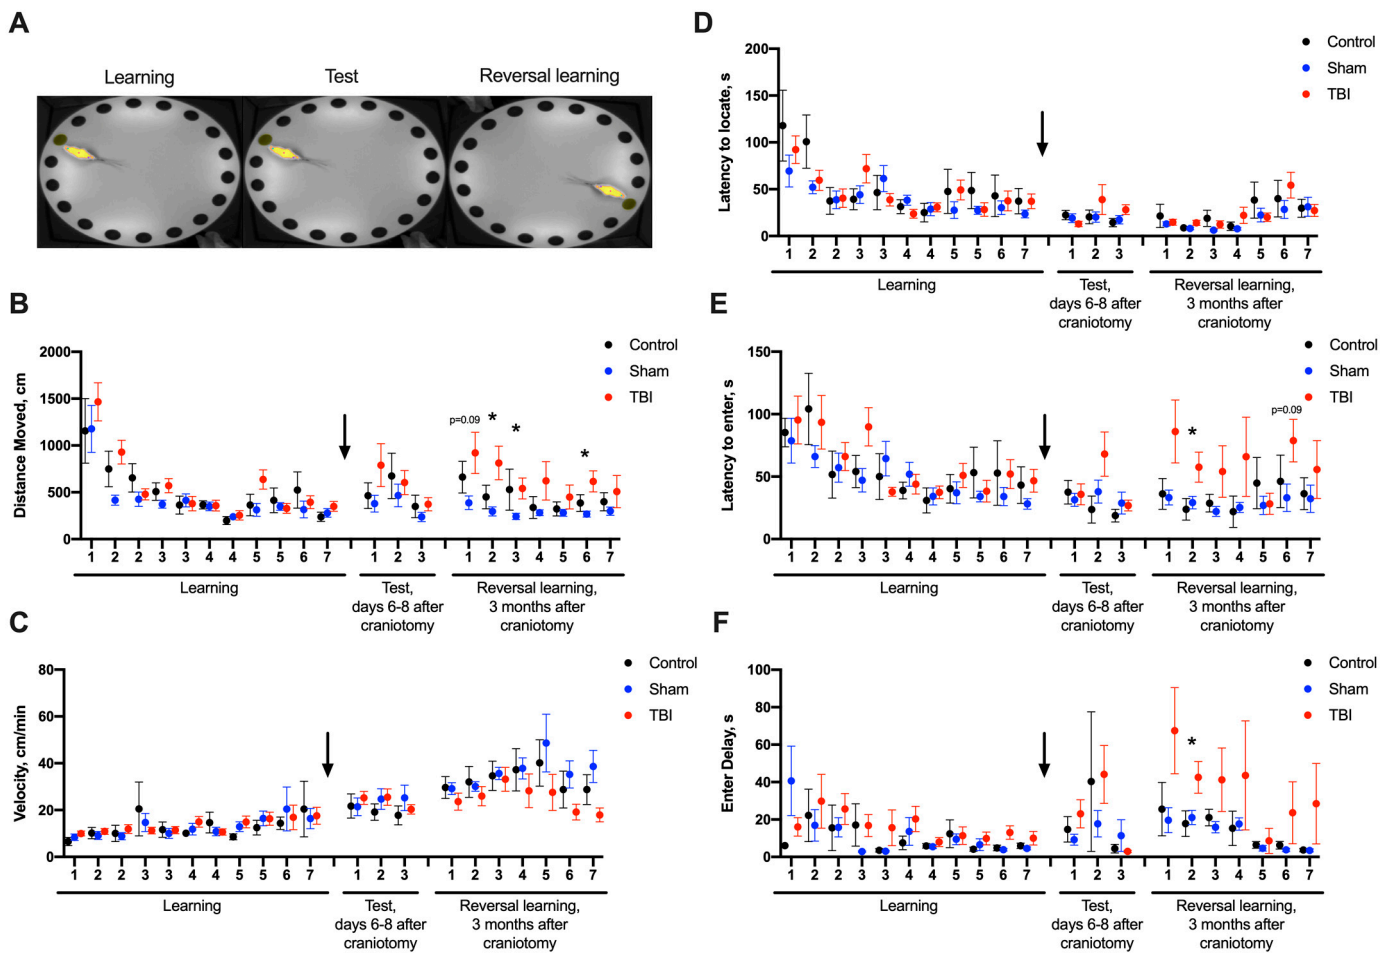 A
Learning
Test
Reversal learning
B
Distance Moved, cm
2000
1500
1000
500
0
Control
Sham
TBI
p=0.09
*
*
*
1 2 2 3 3 4 4 5 5 6 7 1 2 3 1 2 3 4 5 6 7
Learning
Test,
days 6-8 after
craniotomy
Reversal learning,
3 months after
craniotomy
C
Velocity, cm/min
80
60
40
20
0
Control
Sham
TBI
1 1 2 3 3 4 4 5 5 6 7 1 2 3 1 2 3 4 5 6 7
Learning
Test,
days 6-8 after
craniotomy
Reversal learning,
3 months after
craniotomy
D
Latency to locate, s
200
150
100
50
0
Control
Sham
TBI
1 2 2 3 3 4 4 5 5 6 7 1 2 3 1 2 3 4 5 6 7
Learning
Test,
days 6-8 after
craniotomy
Reversal learning,
3 months after
craniotomy
E
Latency to enter, s
150
100
50
0
Control
Sham
TBI
*
p=0.09
1 2 2 3 3 4 4 5 5 6 7 1 2 3 1 2 3 4 5 6 7
Learning
Test,
days 6-8 after
craniotomy
Reversal learning,
3 months after
craniotomy
F
Enter Delay, s
100
80
60
40
20
0
Control
Sham
TBI
*
1 2 2 3 3 4 4 5 5 6 7 1 2 3 1 2 3 4 5 6 7
Learning
Test,
days 6-8 after
craniotomy
Reversal learning,
3 months after
craniotomy